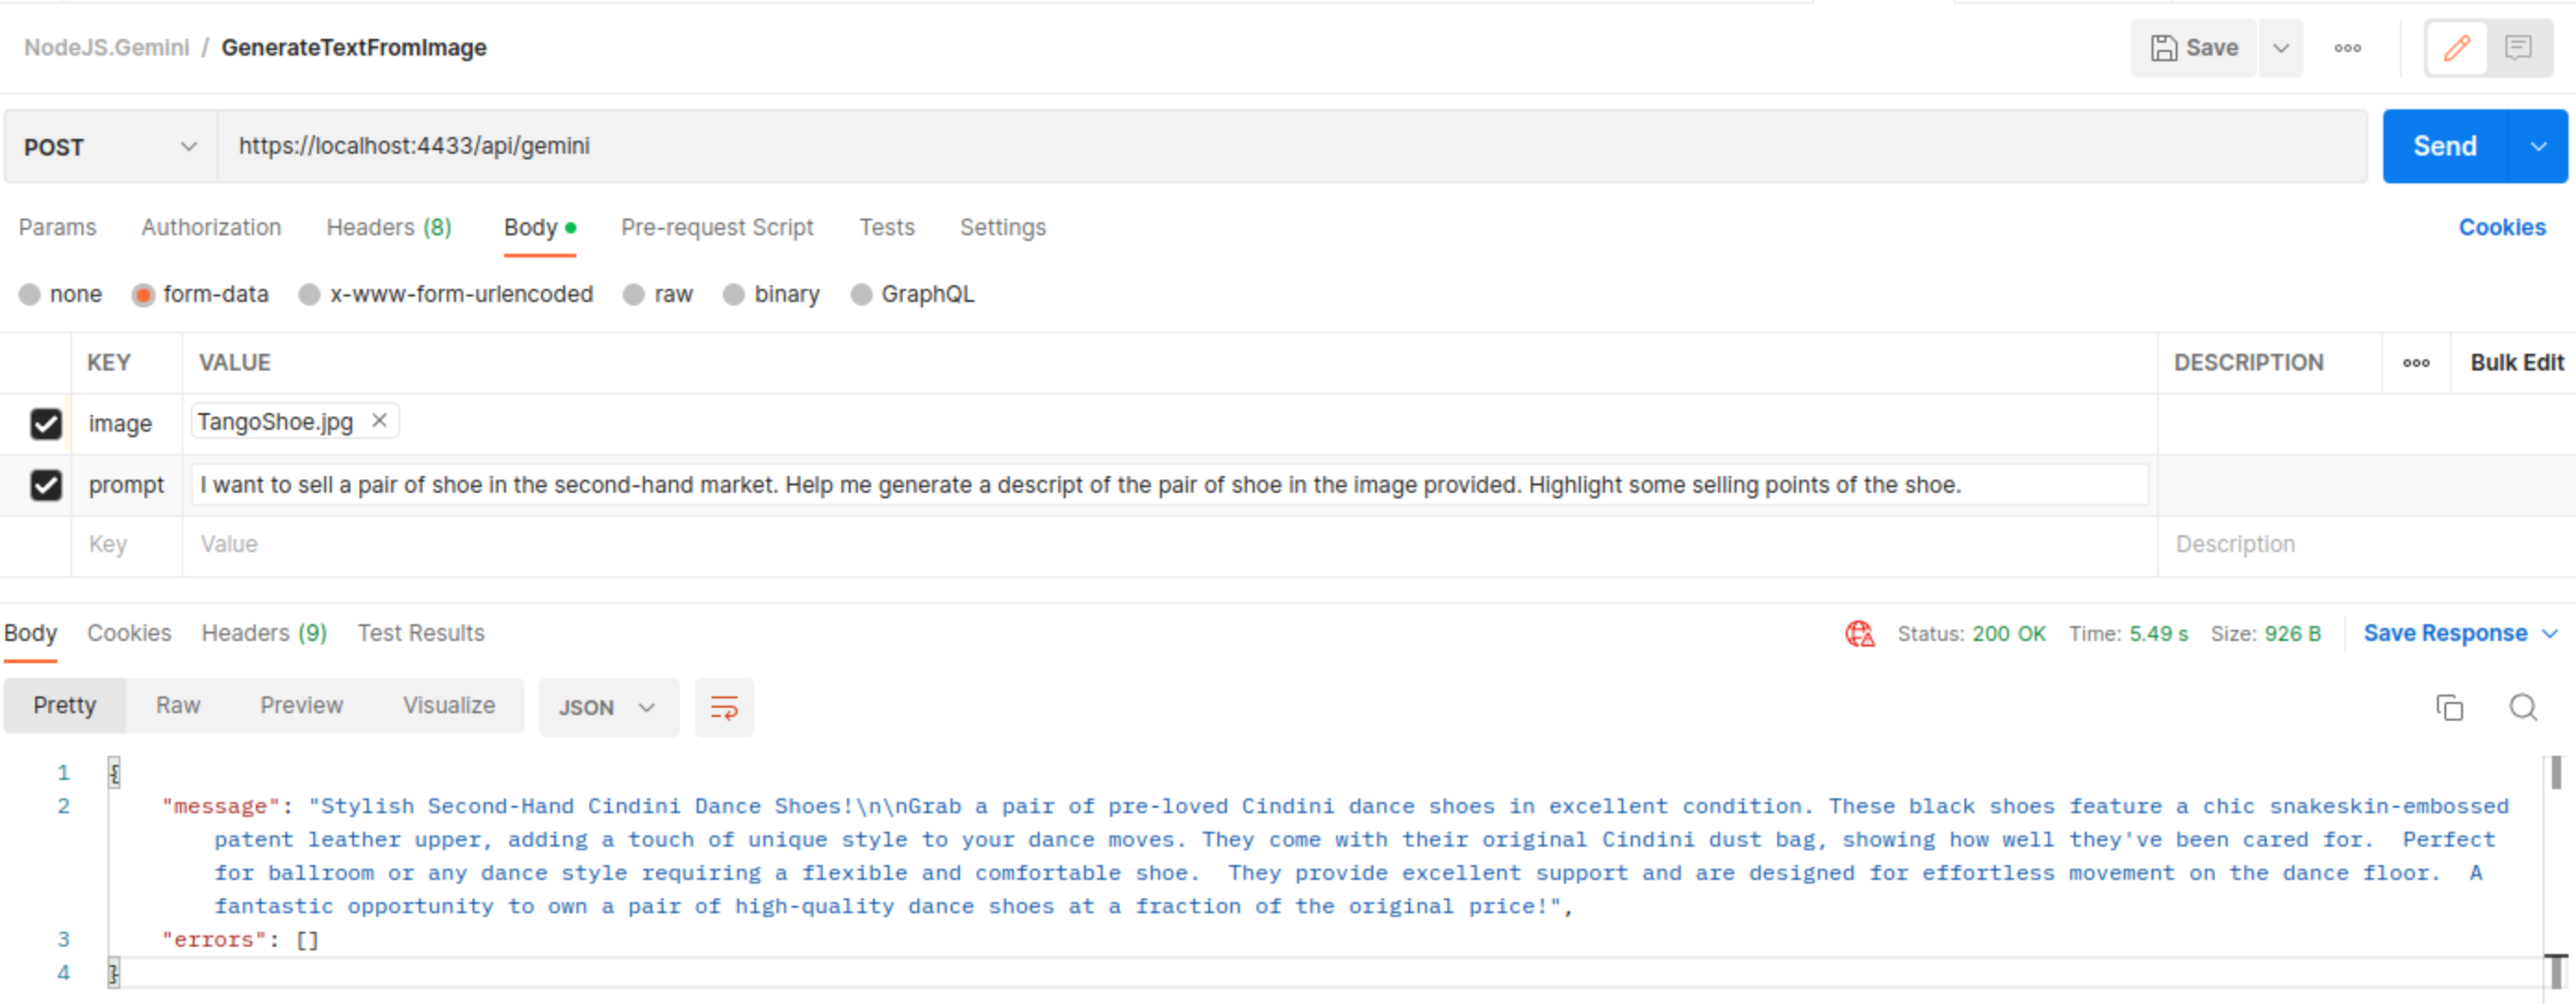 NodeJS.Gemini / GenerateTextFromImage
Save
POST https://localhost:4433/api/gemini Send
Params Authorization Headers (8) Body Pre-request Script Tests Settings Cookies
none form-data x-www-form-urlencoded raw binary GraphQL
KEY VALUE DESCRIPTION Bulk Edit
image TangoShoe.jpg
prompt I want to sell a pair of shoe in the second-hand market. Help me generate a descript of the pair of shoe in the image provided. Highlight some selling points of the shoe.
Key Value Description
Body Cookies Headers (9) Test Results Status: 200 OK Time: 5.49 s Size: 926 B Save Response
Pretty Raw Preview Visualize JSON
1 {
2 "message": "Stylish Second-Hand Cindini Dance Shoes!\n\nGrab a pair of pre-loved Cindini dance shoes in excellent condition. These black shoes feature a chic snakeskin-embossed
patent leather upper, adding a touch of unique style to your dance moves. They come with their original Cindini dust bag, showing how well they've been cared for.  Perfect
for ballroom or any dance style requiring a flexible and comfortable shoe.  They provide excellent support and are designed for effortless movement on the dance floor.  A
fantastic opportunity to own a pair of high-quality dance shoes at a fraction of the original price!",
3 "errors": []
4 }